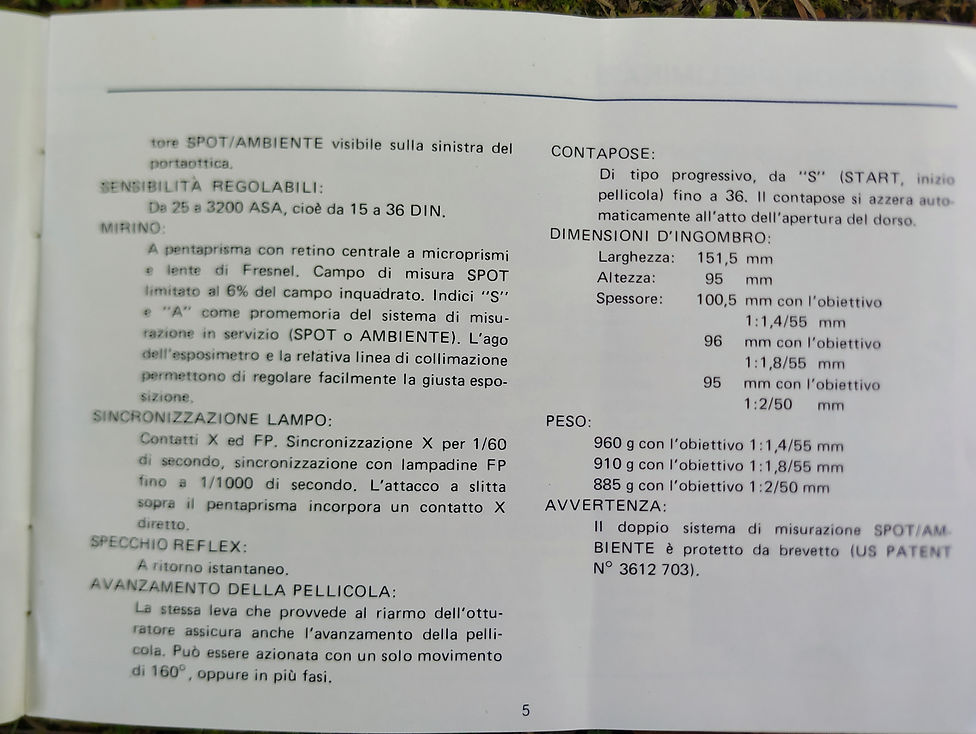 tore SPOT/AMBIENTE visibile sulla sinistra del
portaottica.
SENSIBILITÀ REGOLABILI:
Da 25 a 3200 ASA, cioè da 15 a 36 DIN.
MIRINO:
A pentaprisma con retino centrale a microprismi
e lente di Fresnel. Campo di misura SPOT
limitato al 6% del campo inquadrato. Indici "S"
e "A" come promemoria del sistema di misu-
razione in servizio (SPOT o AMBIENTE). L'ago
dell'esposimetro e la relativa linea di collimazione
permettono di regolare facilmente la giusta espo-
sizione.
SINCRONIZZAZIONE LAMPO:
Contatti X ed FP. Sincronizzazione X per 1/60
di secondo, sincronizzazione con lampadine FP
fino a 1/1000 di secondo. L'attacco a slitta
sopra il pentaprisma incorpora un contatto X
diretto.
SPECCHIO REFLEX:
A ritorno istantaneo.
AVANZAMENTO DELLA PELLICOLA:
La stessa leva che provvede al riarmo dell'ottu-
ratore assicura anche l'avanzamento della pelli-
cola. Può essere azionata con un solo movimento
di 160°, oppure in più fasi.
CONTAPOSE:
Di tipo progressivo, da "S" (START, inizio
pellicola) fino a 36. Il contapose si azzera auto-
maticamente all'atto dell'apertura del dorso.
DIMENSIONI D'INGOMBRO:
Larghezza: 151,5 mm
Altezza: 95 mm
Spessore: 100,5 mm con l'obiettivo
1:1,4/55 mm
96 mm con l'obiettivo
1:1,8/55 mm
95 mm con l'obiettivo
1:2/50 mm
PESO:
960 g con l'obiettivo 1:1,4/55 mm
910 g con l'obiettivo 1:1,8/55 mm
885 g con l'obiettivo 1:2/50 mm
AVVERTENZA:
Il doppio sistema di misurazione SPOT/AM-
BIENTE è protetto da brevetto (US PATENT
N° 3612 703).
5